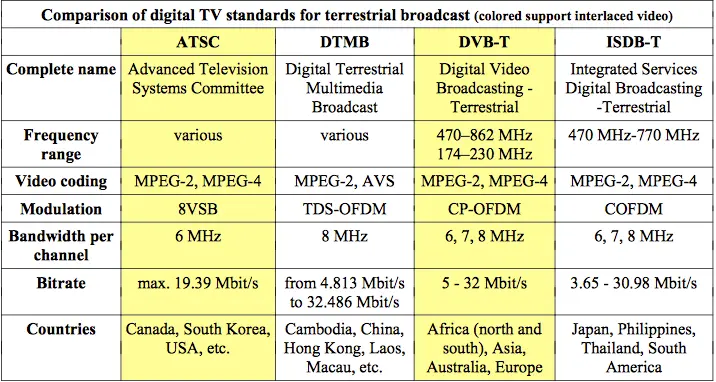 Comparison of digital TV standards for terrestrial broadcast (colored support interlaced video)
ATSC DTMB DVB-T ISDB-T
Complete name Advanced Television Digital Terrestrial Digital Video Integrated Services
Systems Committee Multimedia Broadcasting - Digital Broadcasting
Broadcast Terrestrial -Terrestrial
Frequency various various 470–862 MHz 470 MHz-770 MHz
range 174–230 MHz
Video coding MPEG-2, MPEG-4 MPEG-2, AVS MPEG-2, MPEG-4 MPEG-2, MPEG-4
Modulation 8VSB TDS-OFDM CP-OFDM COFDM
Bandwidth per 6 MHz 8 MHz 6, 7, 8 MHz 6, 7, 8 MHz
channel
Bitrate max. 19.39 Mbit/s from 4.813 Mbit/s 5 - 32 Mbit/s 3.65 - 30.98 Mbit/s
to 32.486 Mbit/s
Countries Canada, South Korea, Cambodia, China, Africa (north and Japan, Philippines,
USA, etc. Hong Kong, Laos, south), Asia, Thailand, South
Macau, etc. Australia, Europe America